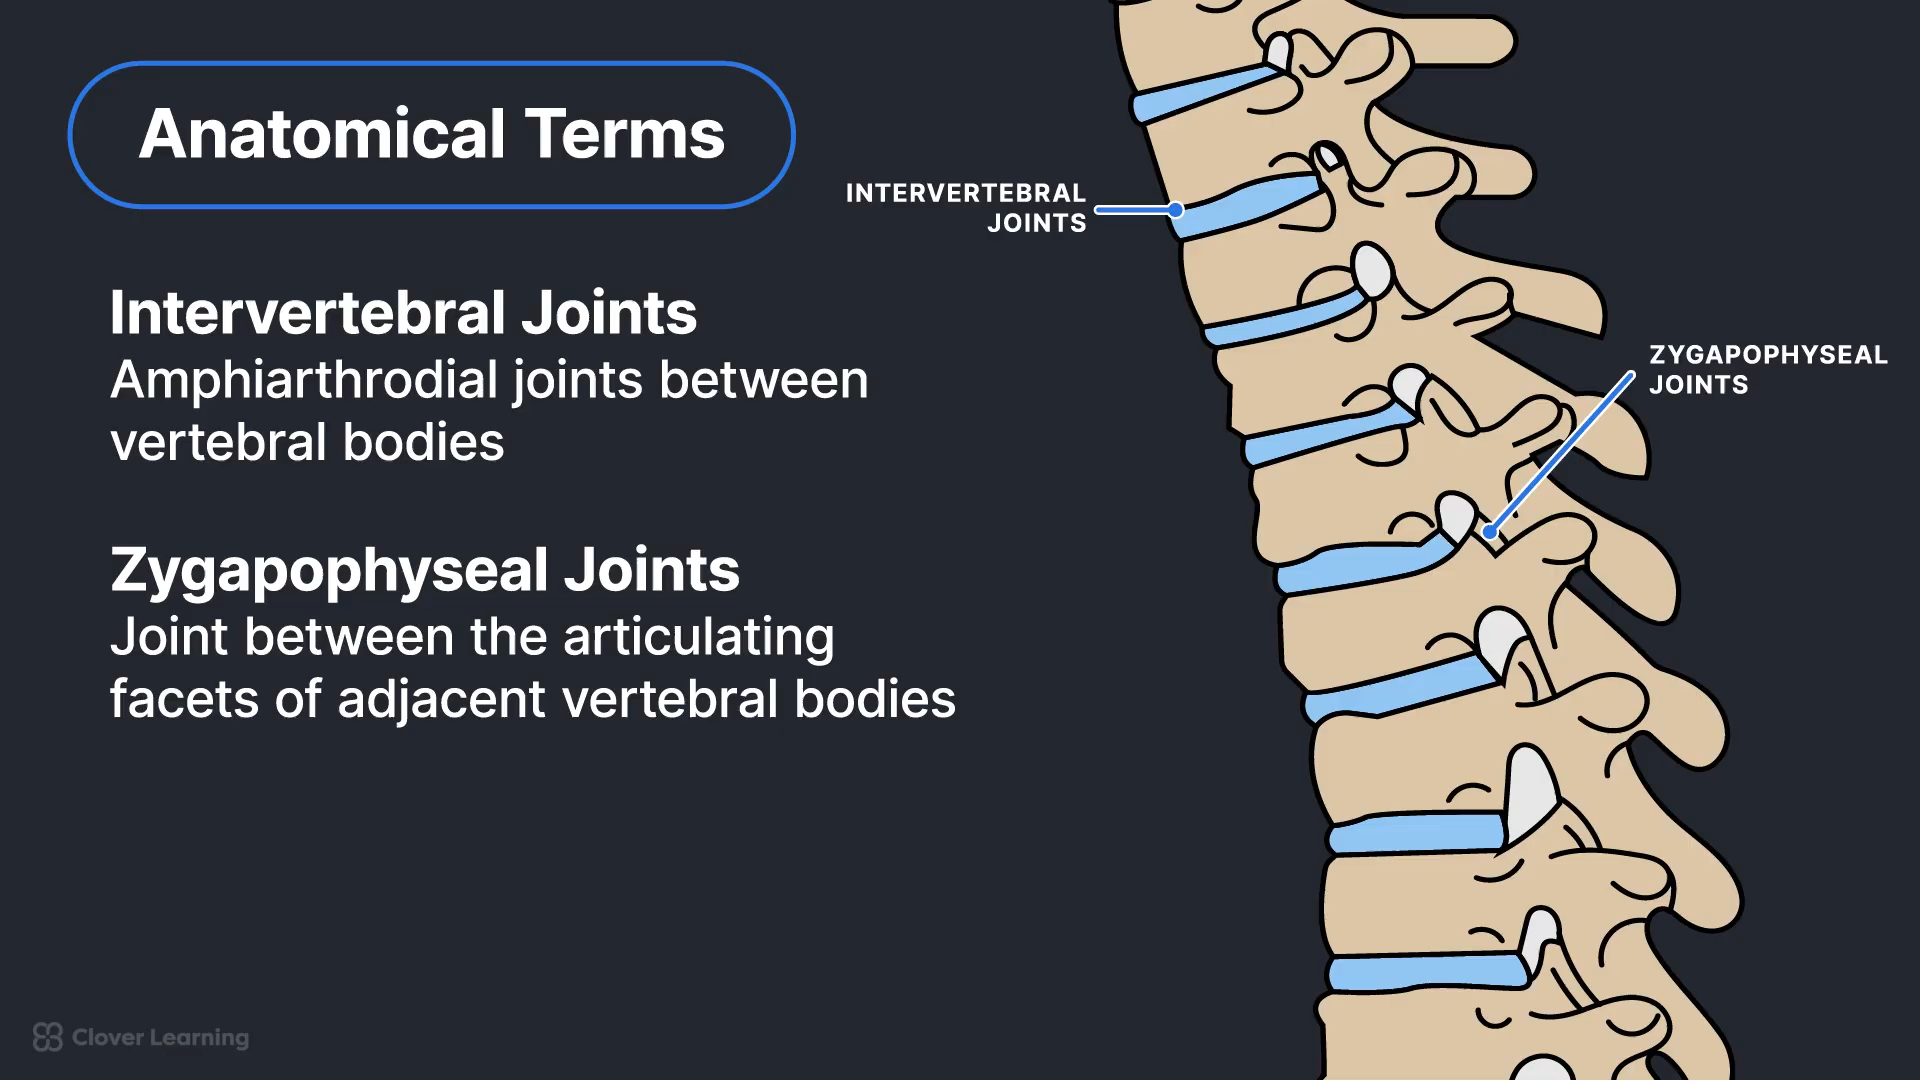 Anatomical Terms
INTERVERTEBRAL
JOINTS
Intervertebral Joints
Amphiarthrodial joints between
vertebral bodies
ZYGAPOPHYSEAL
JOINTS
Zygapophyseal Joints
Joint between the articulating
facets of adjacent vertebral bodies
Clover Learning